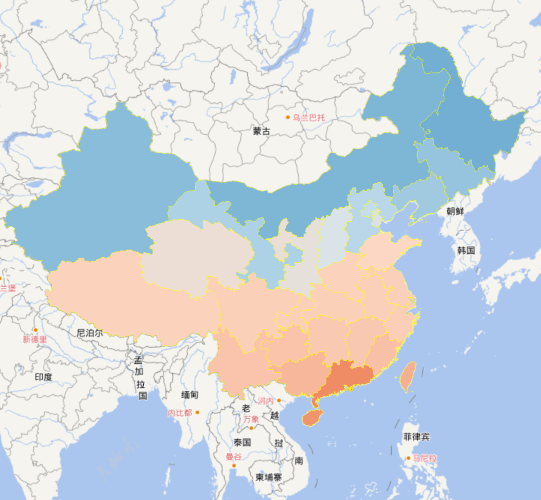 乌兰巴托
蒙古
朝鲜
韩国
兰堡
尼泊尔
新德里
孟
加
拉
国
印度
缅甸
内比都
河内
老
越
万象
泰国
挝
曼谷
南
柬埔寨
菲律宾
马尼拉